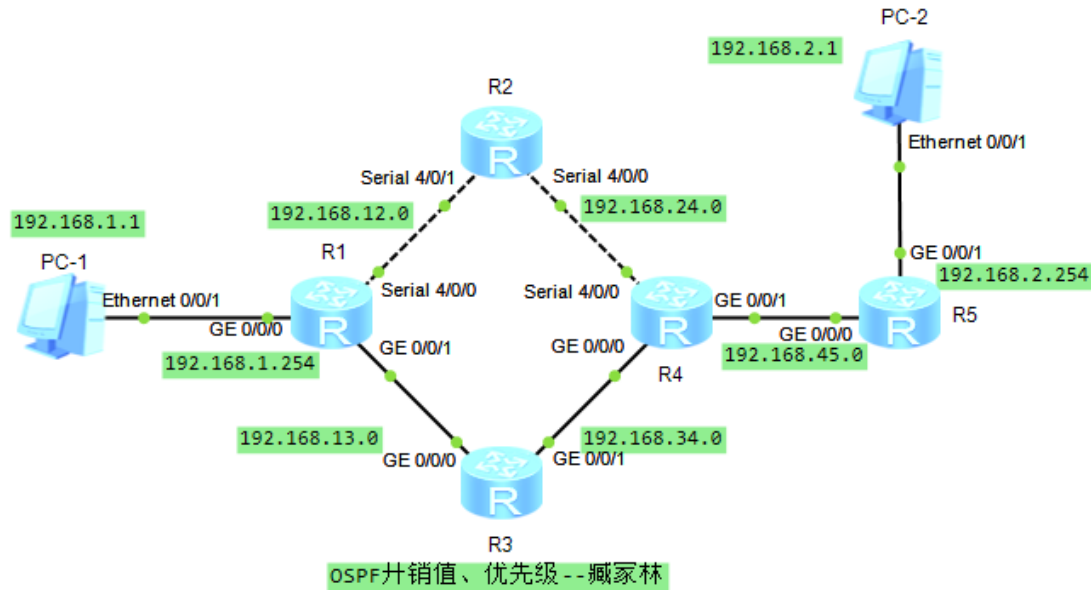 PC-2
192.168.2.1
R2
Ethernet 0/0/1
Serial 4/0/1
Serial 4/0/0
192.168.12.0
192.168.24.0
192.168.1.1
R1
GE 0/0/1
192.168.2.254
PC-1
Serial 4/0/0
Serial 4/0/0
GE 0/0/1
R5
Ethernet 0/0/1
GE 0/0/0
GE 0/0/0
192.168.1.254
GE 0/0/1
GE 0/0/0
192.168.45.0
R4
192.168.13.0
192.168.34.0
GE 0/0/0
GE 0/0/1
R3
OSPF开销值、优先级--臧家林
R
R
R
R
R